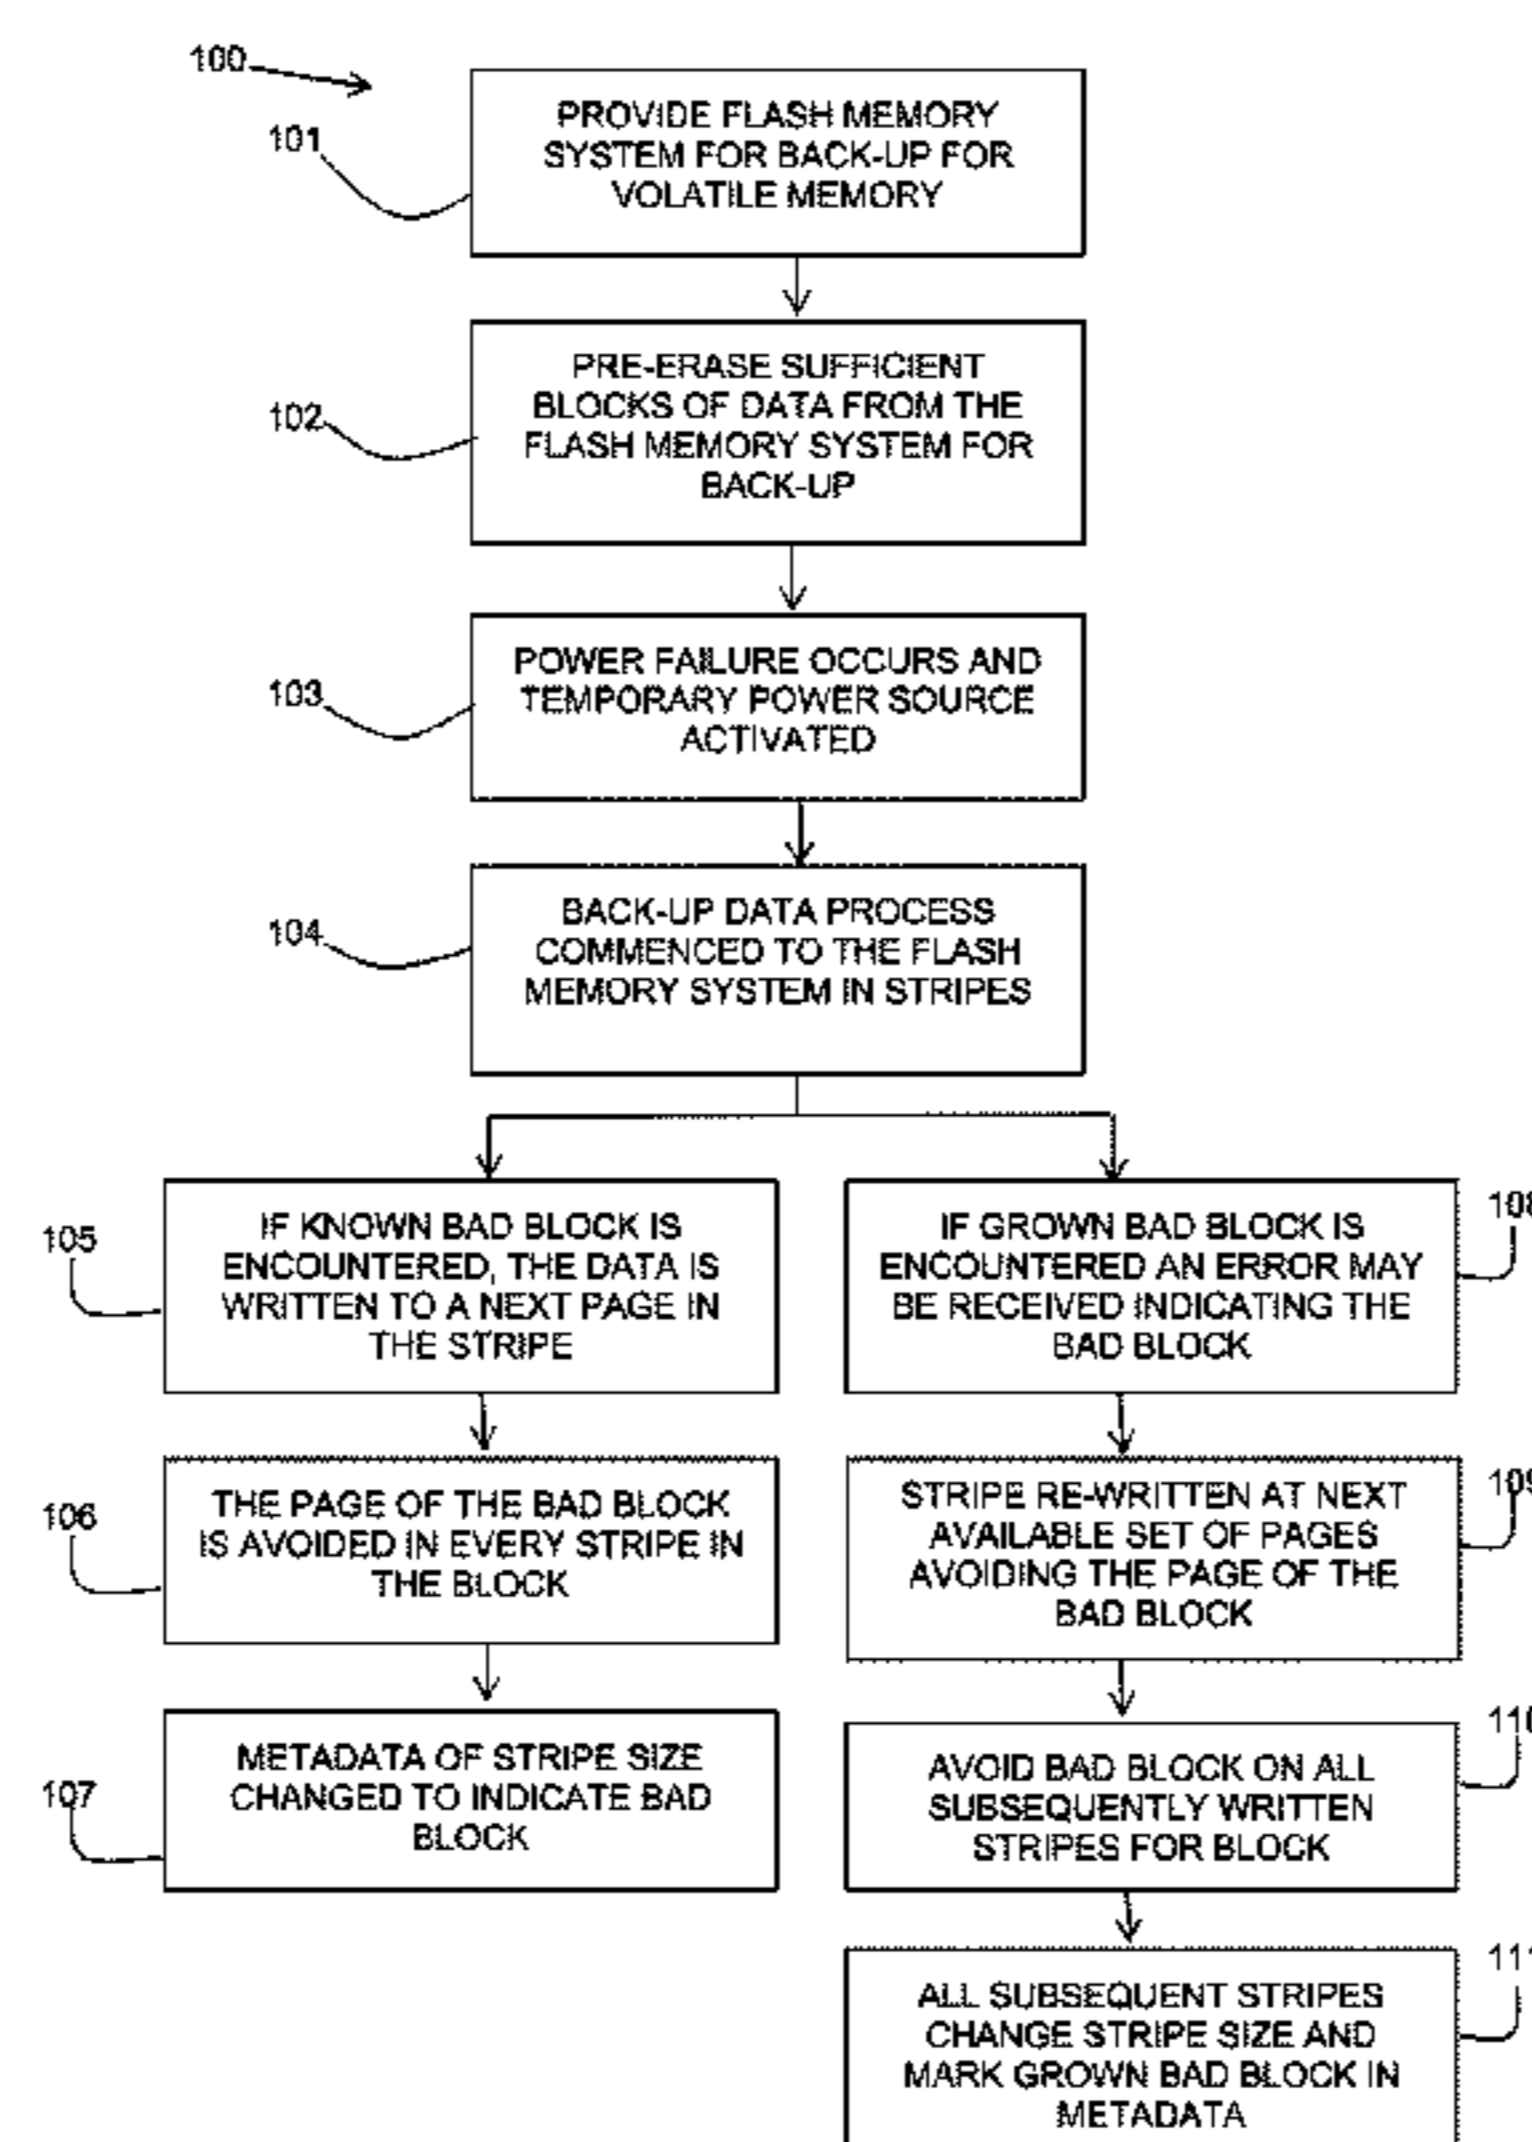 100
101
PROVIDE FLASH MEMORY
SYSTEM FOR BACK-UP FOR
VOLATILE MEMORY
102
PRE-ERASE SUFFICIENT
BLOCKS OF DATA FROM THE
FLASH MEMORY SYSTEM FOR
BACK-UP
103
POWER FAILURE OCCURS AND
TEMPORARY POWER SOURCE
ACTIVATED
104
BACK-UP DATA PROCESS
COMMENCED TO THE FLASH
MEMORY SYSTEM IN STRIPES
105
IF KNOWN BAD BLOCK IS
ENCOUNTERED, THE DATA IS
WRITTEN TO A NEXT PAGE IN
THE STRIPE
106
THE PAGE OF THE BAD BLOCK
IS AVOIDED IN EVERY STRIPE IN
THE BLOCK
107
METADATA OF STRIPE SIZE
CHANGED TO INDICATE BAD
BLOCK
108
IF GROWN BAD BLOCK IS
ENCOUNTERED AN ERROR MAY
BE RECEIVED INDICATING THE
BAD BLOCK
109
STRIPE RE-WRITTEN AT NEXT
AVAILABLE SET OF PAGES
AVOIDING THE PAGE OF THE
BAD BLOCK
110
AVOID BAD BLOCK ON ALL
SUBSEQUENTLY WRITTEN
STRIPES FOR BLOCK
111
ALL SUBSEQUENT STRIPES
CHANGE STRIPE SIZE AND
MARK GROWN BAD BLOCK IN
METADATA